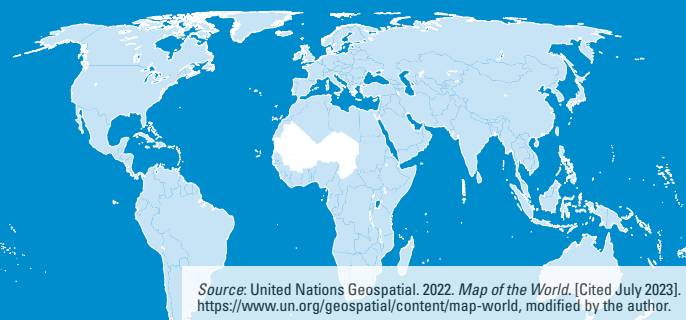 Source: United Nations Geospatial. 2022. Map of the World. [Cited July 2023].
https://www.un.org/geospatial/content/map-world, modified by the author.